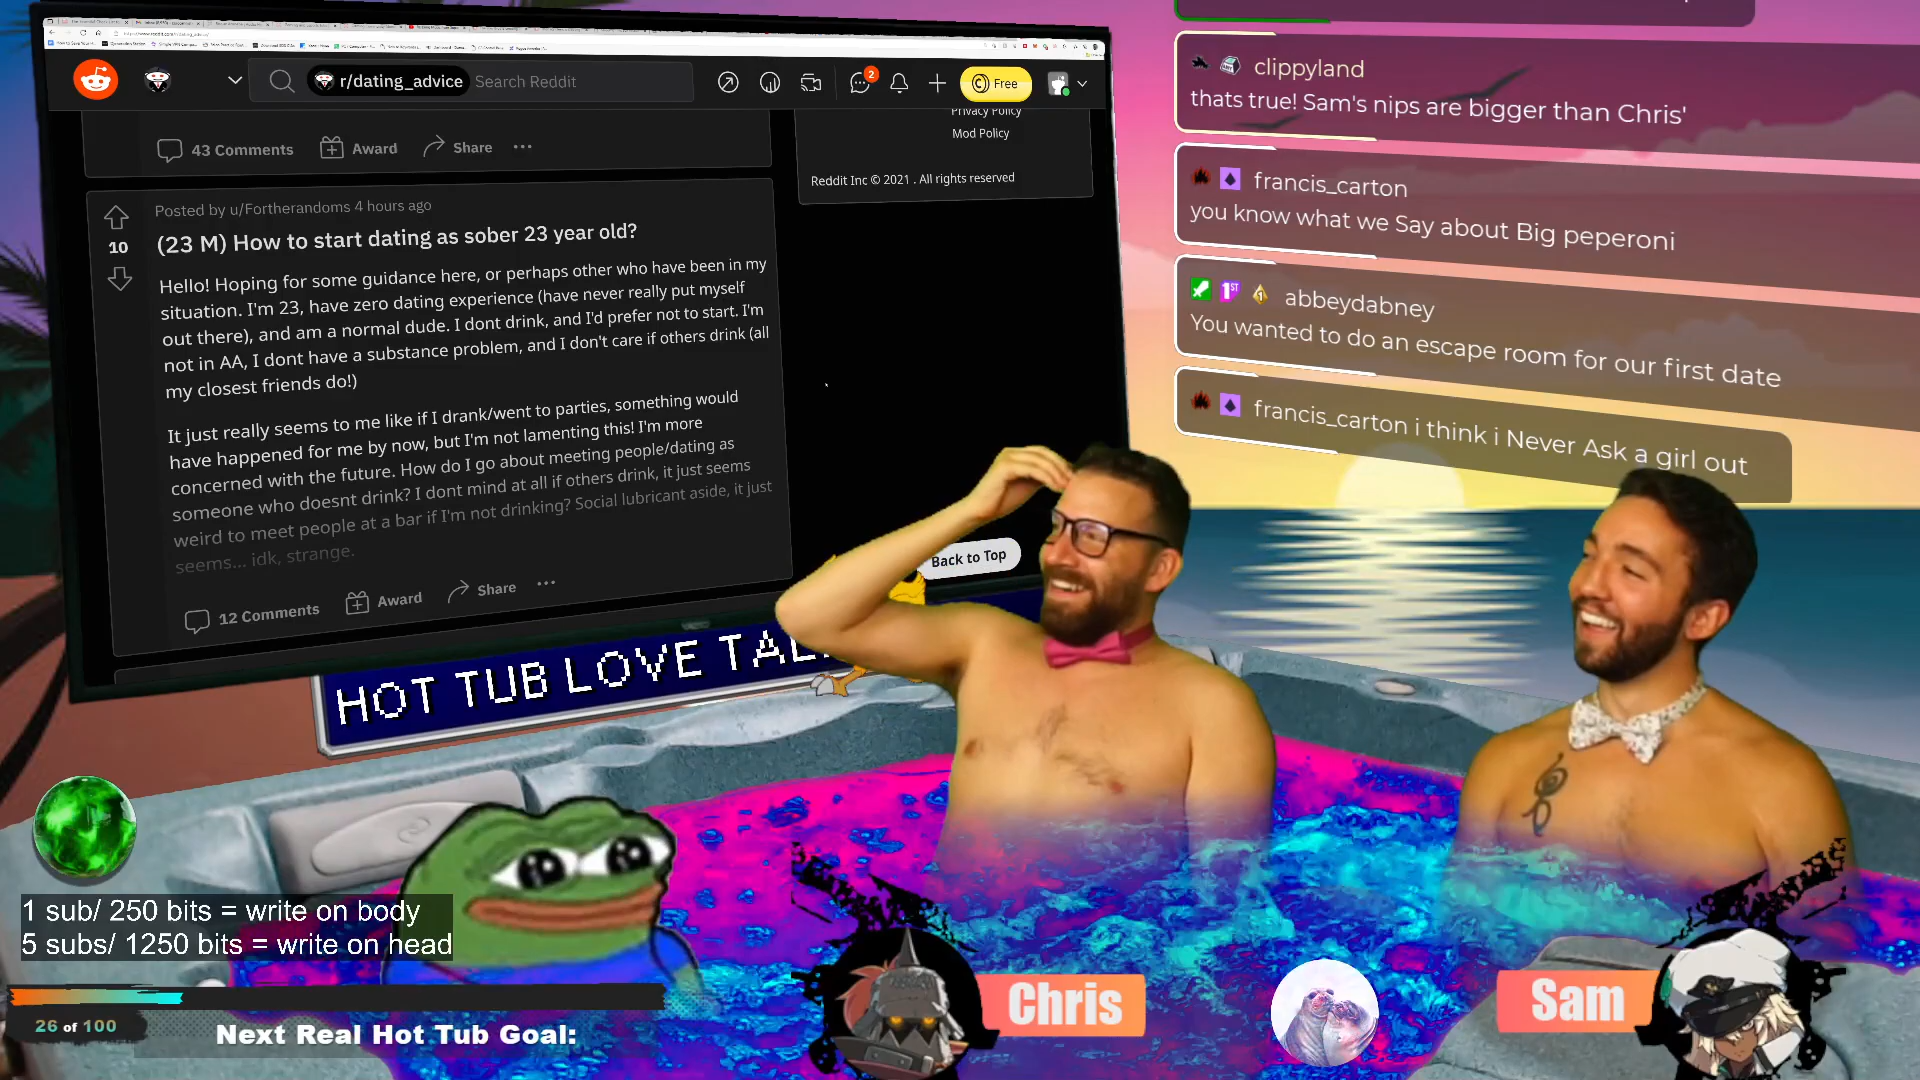 r/dating_advice
Search Reddit
2
Free
43 Comments
Award
Share
Privacy Policy
Mod Policy
Reddit Inc © 2021 . All rights reserved
Posted by u/Fortherandoms 4 hours ago
10
(23 M) How to start dating as sober 23 year old?
Hello! Hoping for some guidance here, or perhaps other who have been in my
situation. I'm 23, have zero dating experience (have never really put myself
out there), and am a normal dude. I dont drink, and I'd prefer not to start. I'm
not in AA, I dont have a substance problem, and I don't care if others drink (all
my closest friends do!)
It just really seems to me like if I drank/went to parties, something would
have happened for me by now, but I'm not lamenting this! I'm more
concerned with the future. How do I go about meeting people/dating as
someone who doesnt drink? I dont mind at all if others drink, it just seems
weird to meet people at a bar if I'm not drinking? Social lubricant aside, it just
seems... idk, strange.
12 Comments
Award
Share
Back to Top
clippyland
thats true! Sam's nips are bigger than Chris'
francis_carton
you know what we Say about Big peperoni
1ST
abbeydabney
You wanted to do an escape room for our first date
francis_carton i think i Never Ask a girl out
HOT TUB LOVE TAL
1 sub/ 250 bits = write on body
5 subs/ 1250 bits = write on head
26 of 100
Next Real Hot Tub Goal:
Chris
Sam